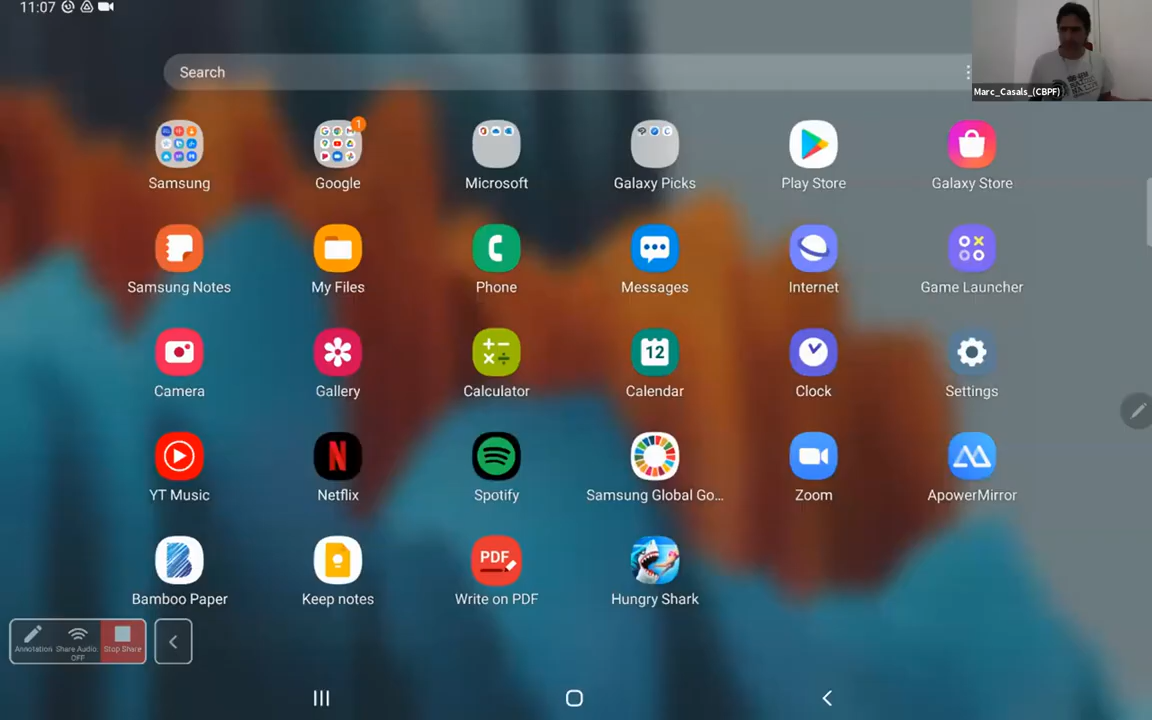 11:07
Search
Marc_Casals_(CBPF)
1
Samsung
Google
Microsoft
Galaxy Picks
Play Store
Galaxy Store
Samsung Notes
My Files
Phone
Messages
Internet
Game Launcher
12
Camera
Gallery
Calculator
Calendar
Clock
Settings
N
YT Music
Netflix
Spotify
Samsung Global Go...
Zoom
ApowerMirror
B
PDF
Bamboo Paper
Keep notes
Write on PDF
Hungry Shark
Annotation
Share Audio:
OFF
Stop Share